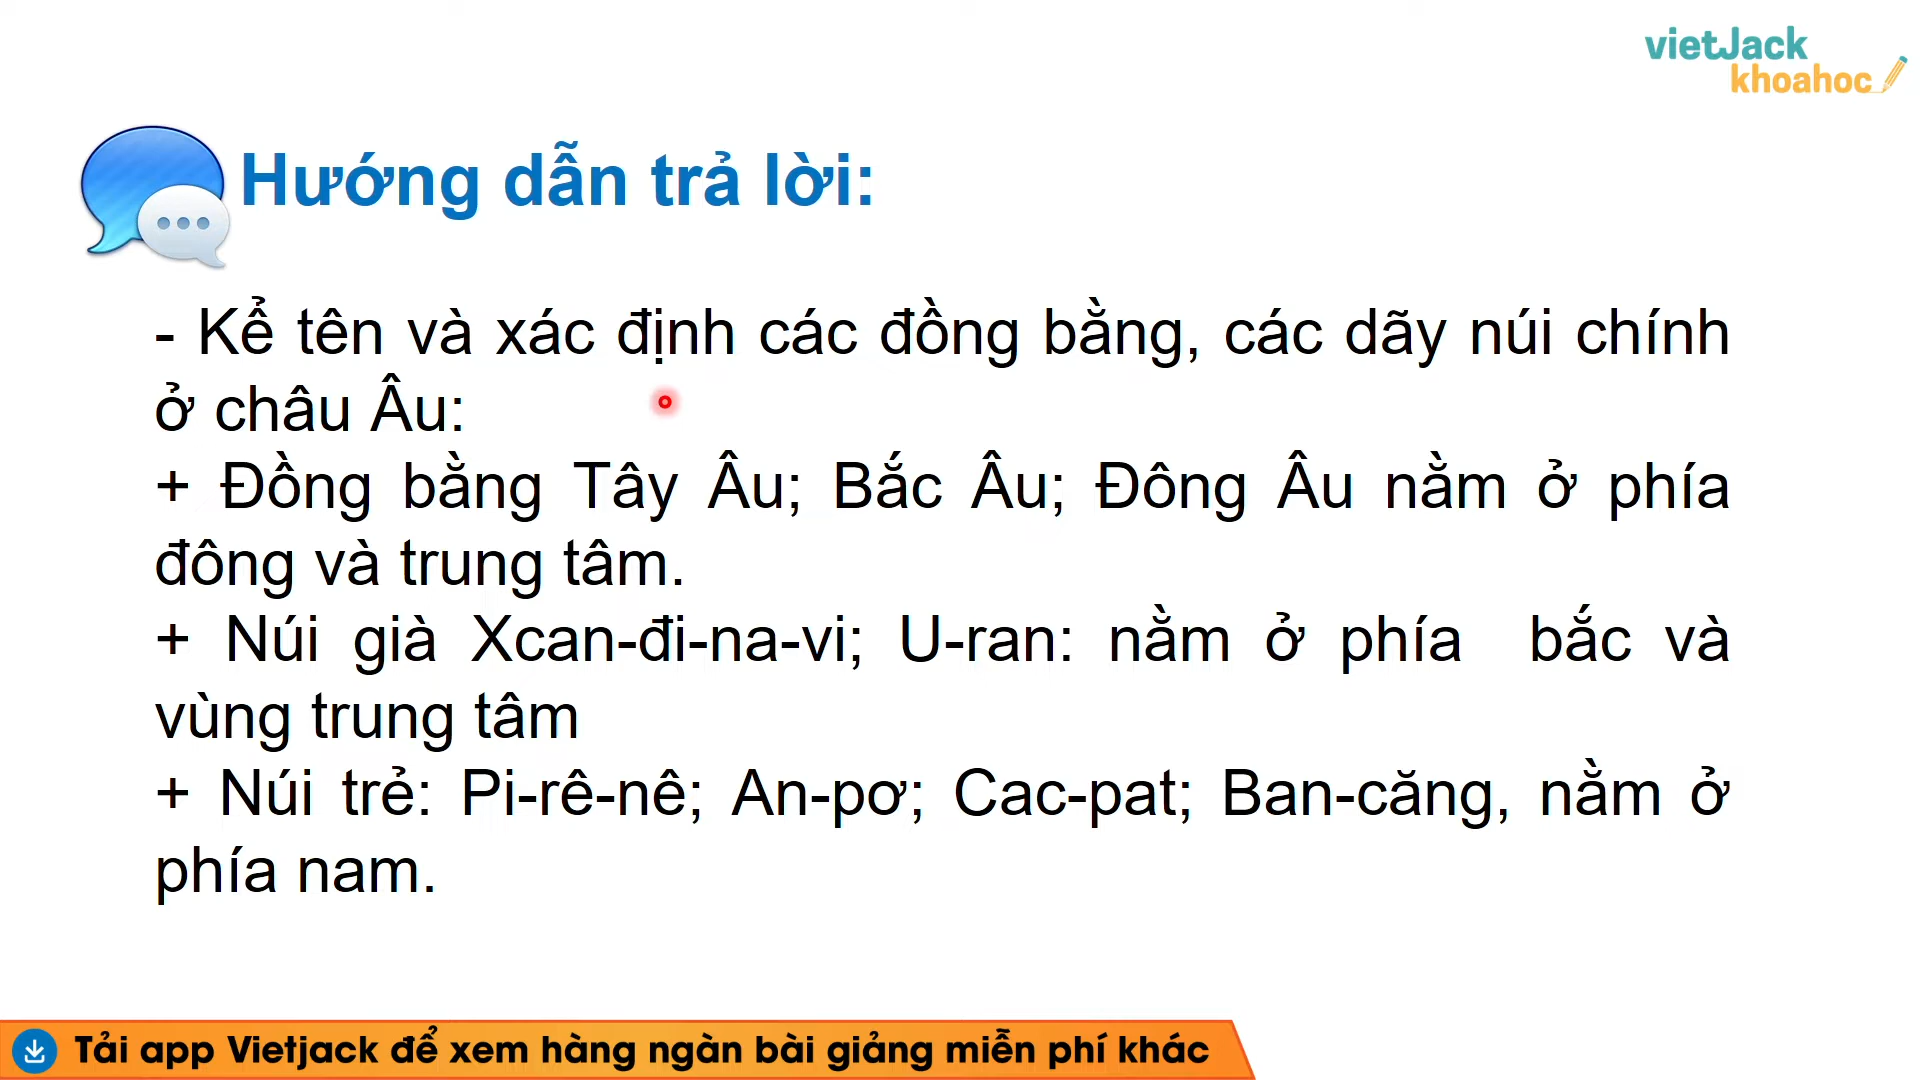 vietJack
khoahoc
Hướng dẫn trả lời:
- Kể tên và xác định các đồng bằng, các dãy núi chính
ở châu Âu:
+ Đồng bằng Tây Âu; Bắc Âu; Đông Âu nằm ở phía
đông và trung tâm.
+ Núi già Xcan-đi-na-vi; U-ran: nằm ở phía bắc và
vùng trung tâm
+ Núi trẻ: Pi-rê-nê; An-pơ; Cac-pat; Ban-căng, nằm ở
phía nam.
Tải app Vietjack để xem hàng ngàn bài giảng miễn phí khác